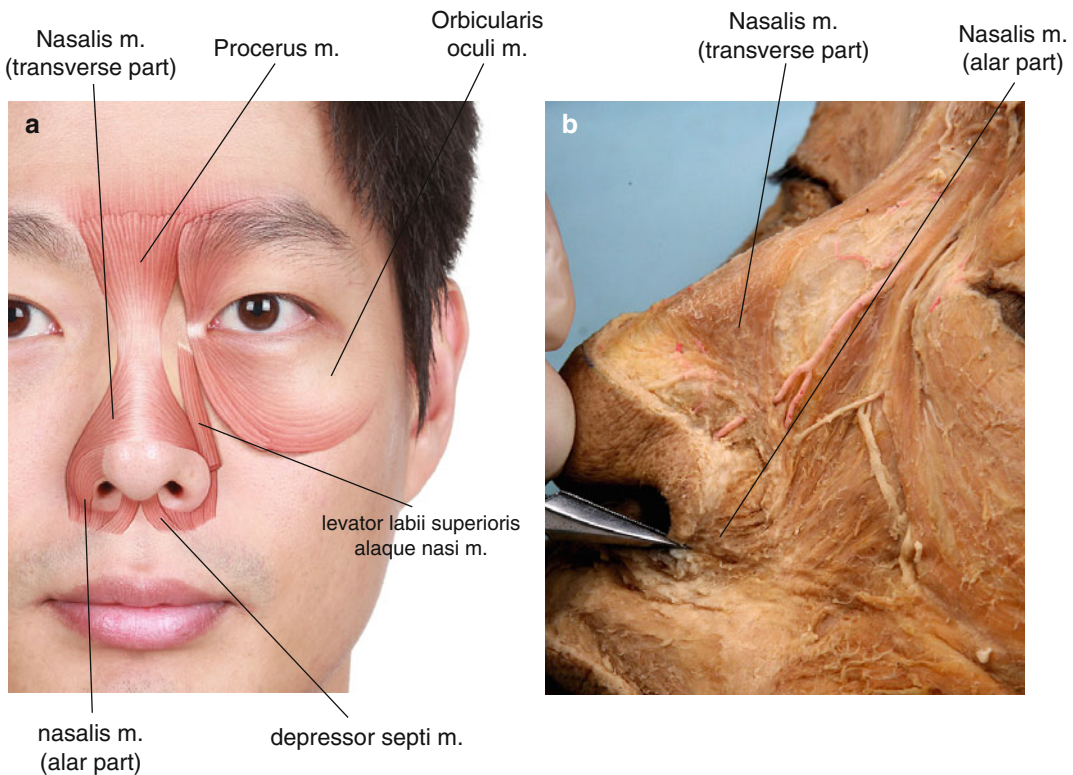 Nasalis m.
(transverse part)
Procerus m.
Orbicularis
oculi m.
Nasalis m.
(transverse part)
Nasalis m.
(alar part)
a
b
levator labii superioris
alaque nasi m.
nasalis m.
(alar part)
depressor septi m.